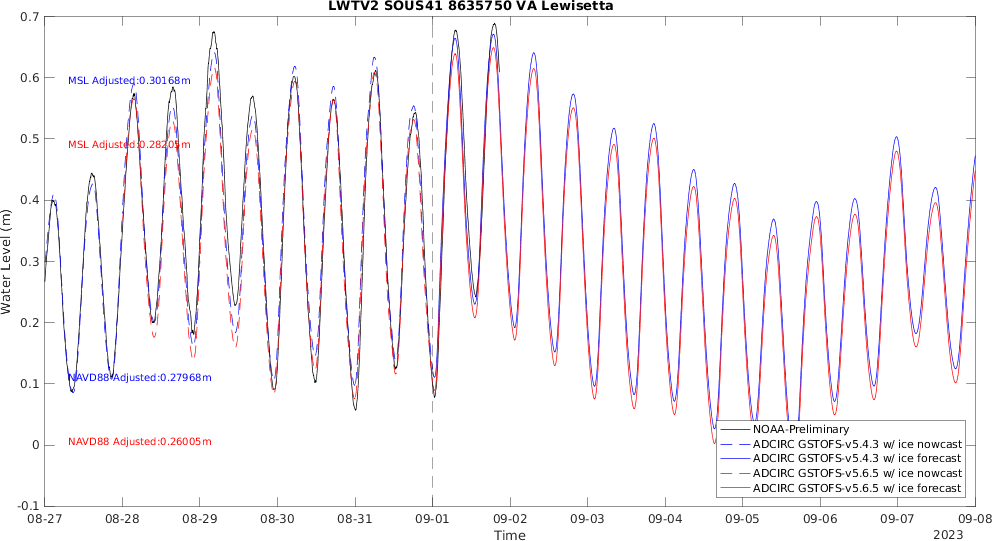 LWTV2 SOUS41 8635750 VA Lewisetta
0.7
0.6
0.5
0.4
0.3
0.2
0.1
0
-0.1
Water Level (m)
MSL Adjusted:0.30168m
MSL Adjusted:0.28205m
NAVD88 Adjusted:0.27968m
NAVD88 Adjusted:0.26005m
NOAA-Preliminary
ADCIRC GSTOFS-v5.4.3 w/ ice nowcast
ADCIRC GSTOFS-v5.4.3 w/ ice forecast
ADCIRC GSTOFS-v5.6.5 w/ ice nowcast
ADCIRC GSTOFS-v5.6.5 w/ ice forecast
08-27 08-28 08-29 08-30 08-31 09-01 09-02 09-03 09-04 09-05 09-06 09-07 09-08
Time
2023